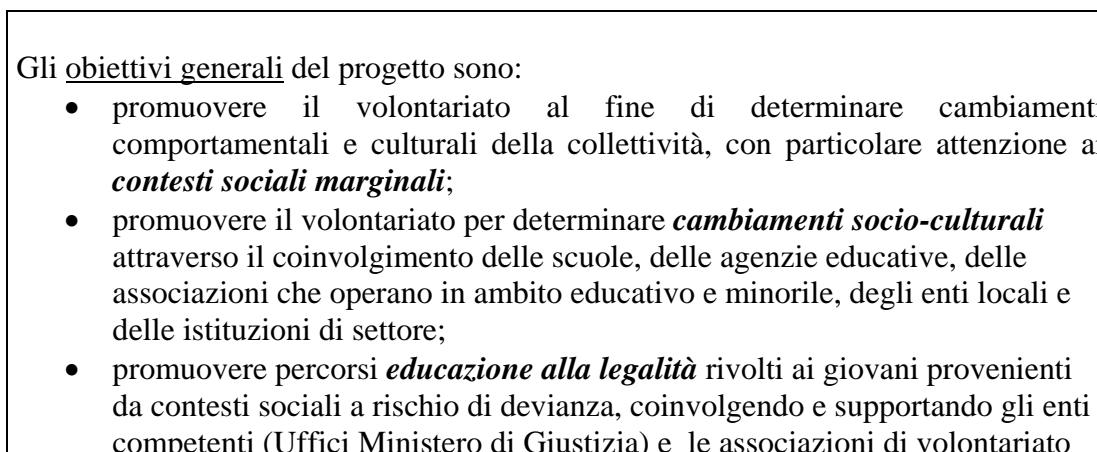 Gli obiettivi generali del progetto sono:
• promuovere il volontariato al fine di determinare cambiamenti
comportamentali e culturali della collettività, con particolare attenzione ai
contesti sociali marginali;
• promuovere il volontariato per determinare cambiamenti socio-culturali
attraverso il coinvolgimento delle scuole, delle agenzie educative, delle
associazioni che operano in ambito educativo e minorile, degli enti locali e
delle istituzioni di settore;
• promuovere percorsi educazione alla legalità rivolti ai giovani provenienti
da contesti sociali a rischio di devianza, coinvolgendo e supportando gli enti
competenti (Uffici Ministero di Giustizia) e le associazioni di volontariato